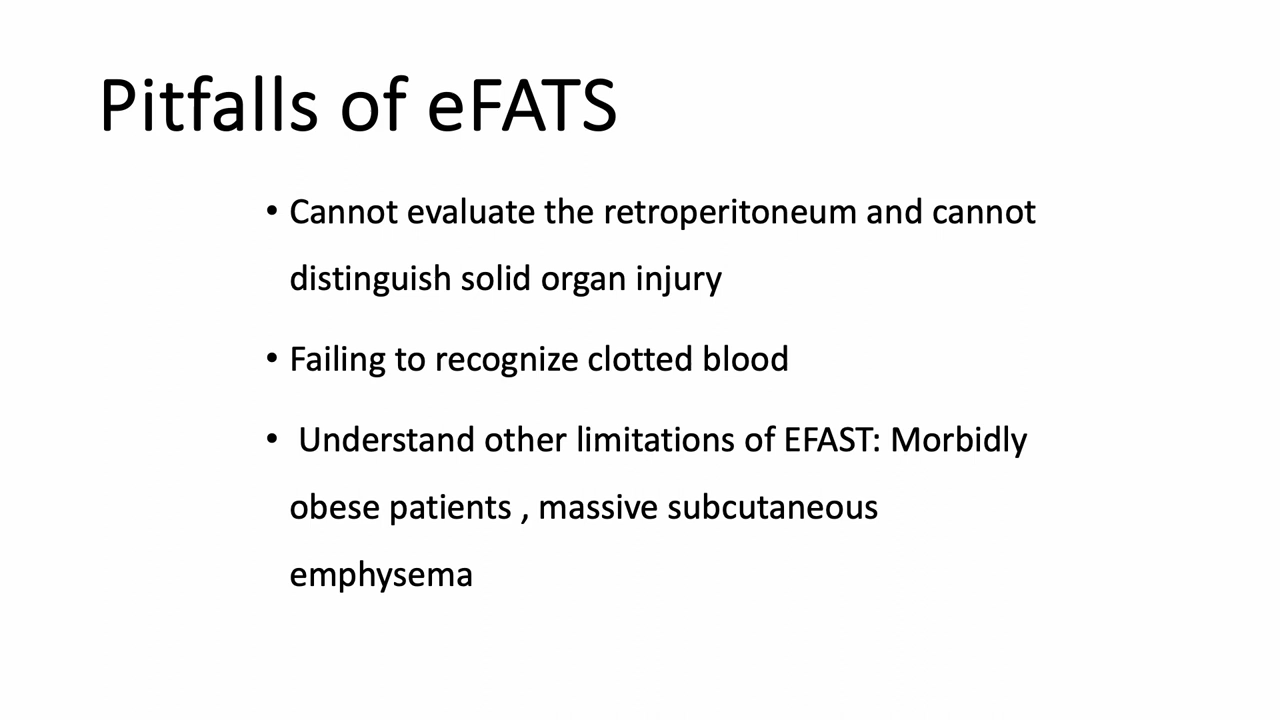 Pitfalls of eFATS
• Cannot evaluate the retroperitoneum and cannot
distinguish solid organ injury
• Failing to recognize clotted blood
• Understand other limitations of EFAST: Morbidly
obese patients , massive subcutaneous
emphysema